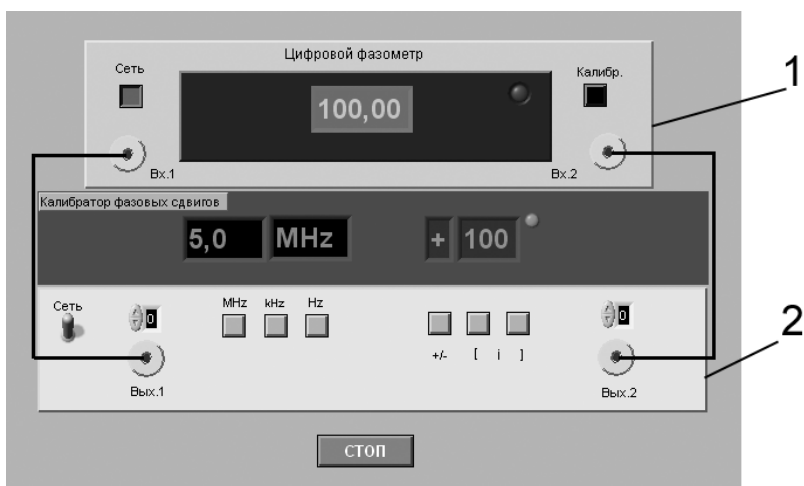 Цифровой фазометр
Сеть
Калибр.
1
100,00
Вх.1
Вх.2
Калибратор фазовых сдвигов
5,0 MHz + 100
Сеть
0
MHz kHz Hz
0
2
+/- [ i ]
Вых.1
Вых.2
СТОП